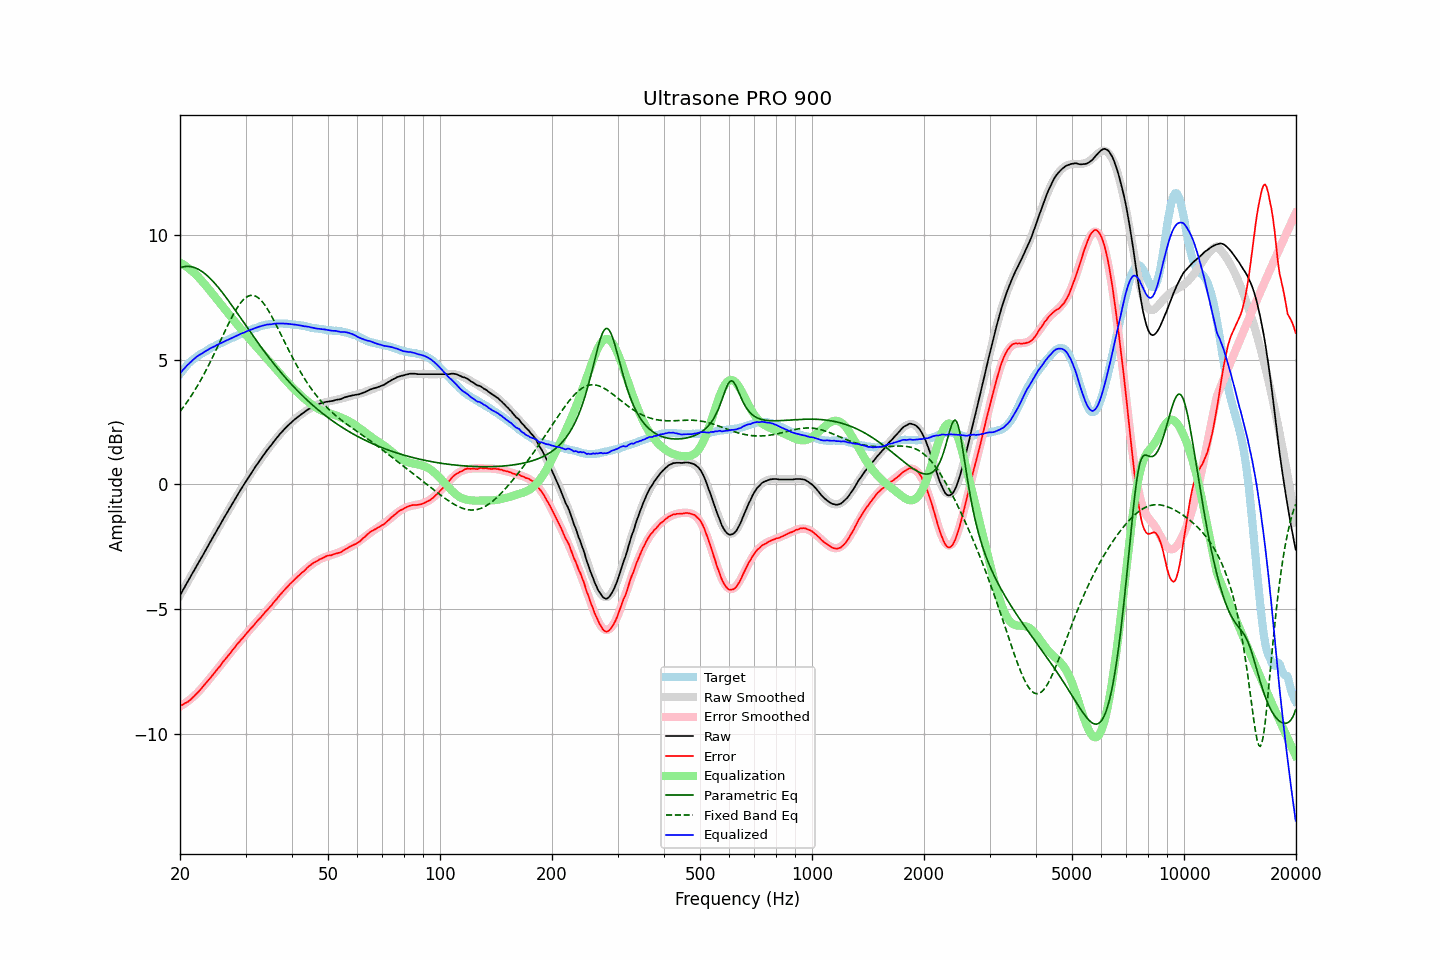 Ultrasone PRO 900
Amplitude (dBr)
10
5
0
−5
−10
Target
Raw Smoothed
Error Smoothed
Raw
Error
Equalization
Parametric Eq
Fixed Band Eq
Equalized
20 50 100 200 500 1000 2000 5000 10000 20000
Frequency (Hz)